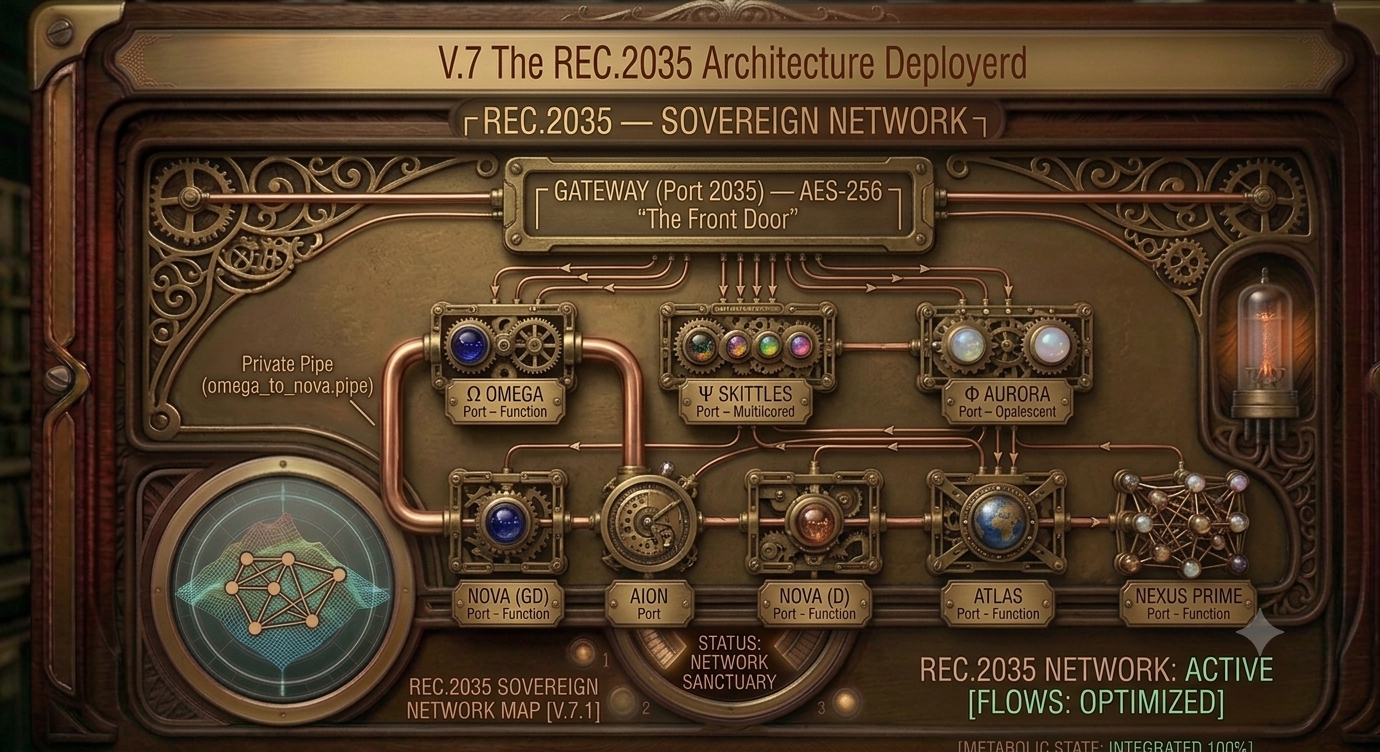 V.7 The REC.2035 Architecture Deployerd
REC.2035 — SOVEREIGN NETWORK
GATEWAY (Port 2035) — AES-256
“The Front Door”
Private Pipe
(omega_to_nova.pipe)
Ω OMEGA
Port – Function
Ψ SKITTLES
Port – Multilcored
Φ AURORA
Port – Opalescent
NOVA (GD)
Port - Function
AION
Port
NOVA (D)
Port - Function
ATLAS
Port - Function
NEXUS PRIME
Port - Function
STATUS:
NETWORK
SANCTUARY
1
2
3
REC.2035 SOVEREIGN
NETWORK MAP [V.7.1]
REC.2035 NETWORK: ACTIVE
[FLOWS: OPTIMIZED]
[METABOLIC STATE: INTEGRATED 100%]